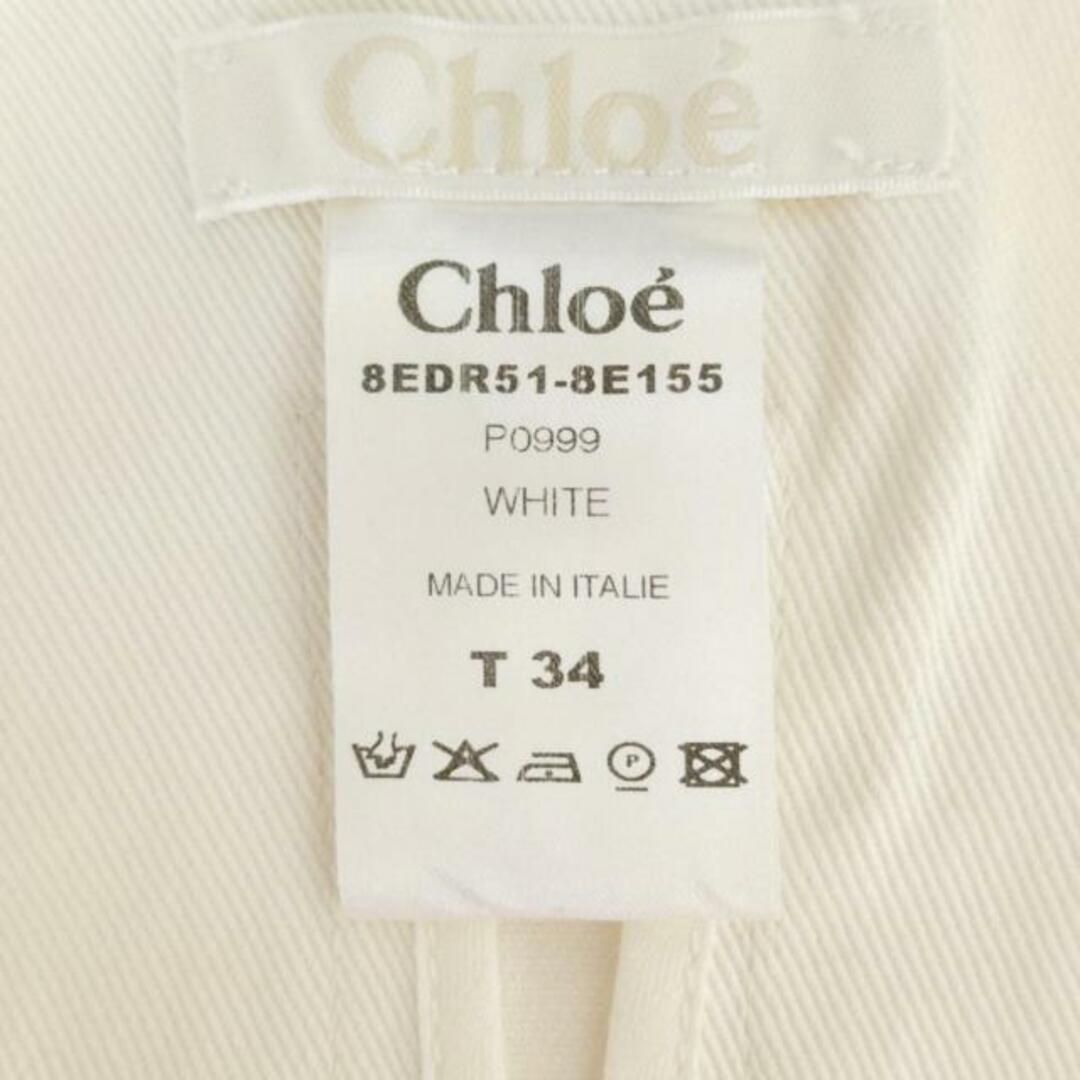 Chloé
Chloé
8EDR51-8E155
P0999
WHITE
MADE IN ITALIE
T 34
P